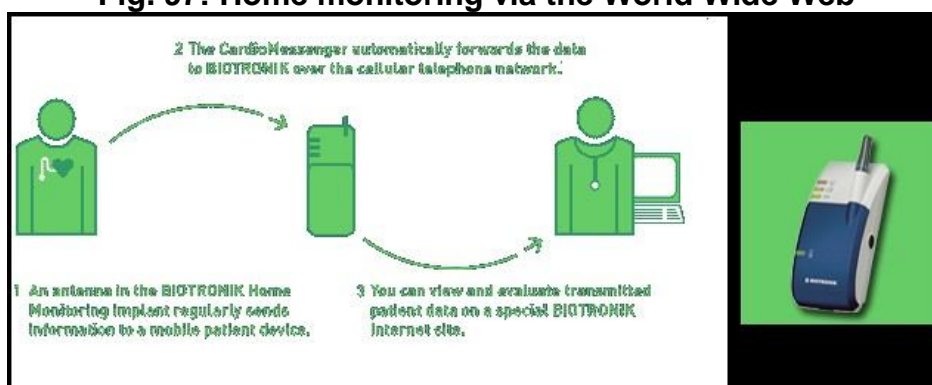 Fig. 37. Home monitoring via the World Wide Web
2 The CardioMessenger automatically forwards the data
to BIOTRONIK over the cellular telephone network.
1 An antenna in the BIOTRONIK Home
Monitoring implant regularly sends
information to a mobile patient device.
3 You can view and evaluate transmitted
patient data on a special BIOTRONIK
Internet site.
BIOTRONIK